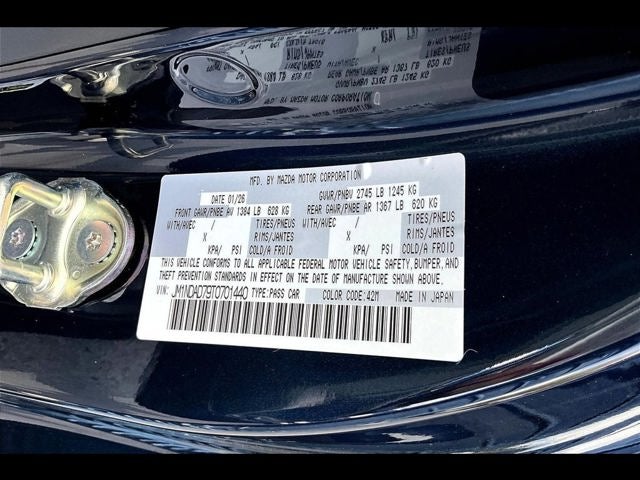 MFD. BY MAZDA MOTOR CORPORATION
DATE 01/26 GVWR/PNBV 2745 LB 1245 KG
FRONT GAWR/PNBE AV 1384 LB 628 KG REAR GAWR/PNBE AR 1367 LB 620 KG
WITH/AVEC / TIRES/PNEUS WITH/AVEC / TIRES/PNEUS
X RIMS/JANTES X RIMS/JANTES
KPA/ PSI COLD/A FROID KPA/ PSI COLD/A FROID
THIS VEHICLE CONFORMS TO ALL APPLICABLE FEDERAL MOTOR VEHICLE SAFETY, BUMPER, AND
THEFT PREVENTION STANDARDS IN EFFECT ON THE DATE OF MANUFACTURE SHOWN ABOVE.
VIN: JM1NDAD79T0701440 TYPE:PASS CAR COLOR CODE:42M MADE IN JAPAN